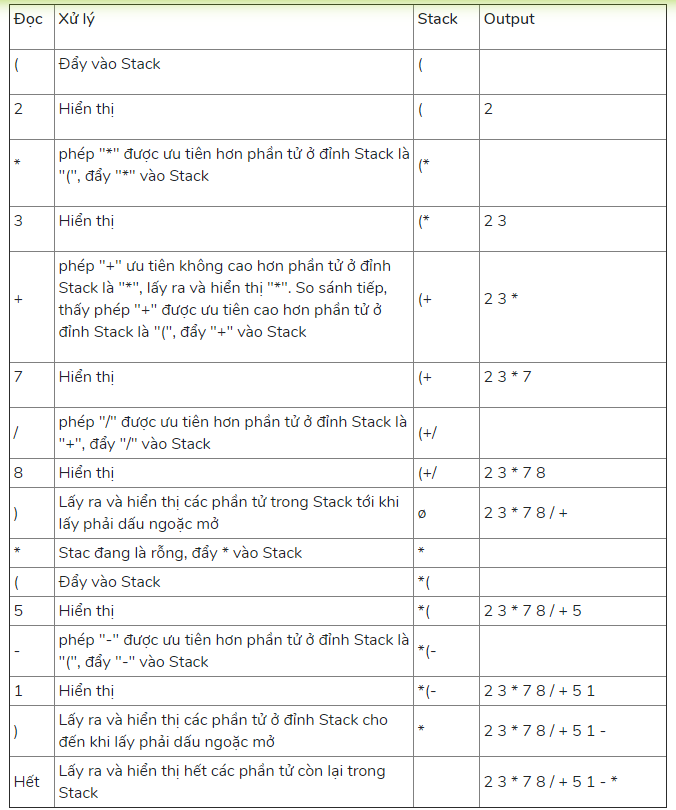 Đọc Xử lý Stack Output
( Đẩy vào Stack (
2 Hiển thị ( 2
phép "*" được ưu tiên hơn phần tử ở đỉnh Stack là
* (*
"(", đẩy "*" vào Stack
3 Hiển thị (* 2 3
phép "+" ưu tiên không cao hơn phần tử ở đỉnh
Stack là "*", lấy ra và hiển thị "*". So sánh tiếp,
+ (+ 2 3 *
thấy phép "+" được ưu tiên cao hơn phần tử ở
đỉnh Stack là "(", đẩy "+" vào Stack
7 Hiển thị (+ 2 3 * 7
phép "/" được ưu tiên hơn phần tử ở đỉnh Stack là
/ (+/
"+", đẩy "/" vào Stack
8 Hiển thị (+/ 2 3 * 7 8
Lấy ra và hiển thị các phần tử trong Stack tới khi
) ø 2 3 * 7 8 / +
lấy phải dấu ngoặc mở
* Stac đang là rỗng, đẩy * vào Stack *
( Đẩy vào Stack *(
5 Hiển thị *( 2 3 * 7 8 / + 5
phép "-" được ưu tiên hơn phần tử ở đỉnh Stack là
- *(-
"(", đẩy "-" vào Stack
1 Hiển thị *(- 2 3 * 7 8 / + 5 1
Lấy ra và hiển thị các phần tử ở đỉnh Stack cho
) * 2 3 * 7 8 / + 5 1 -
đến khi lấy phải dấu ngoặc mở
Lấy ra và hiển thị hết các phần tử còn lại trong
Hết 2 3 * 7 8 / + 5 1 - *
Stack